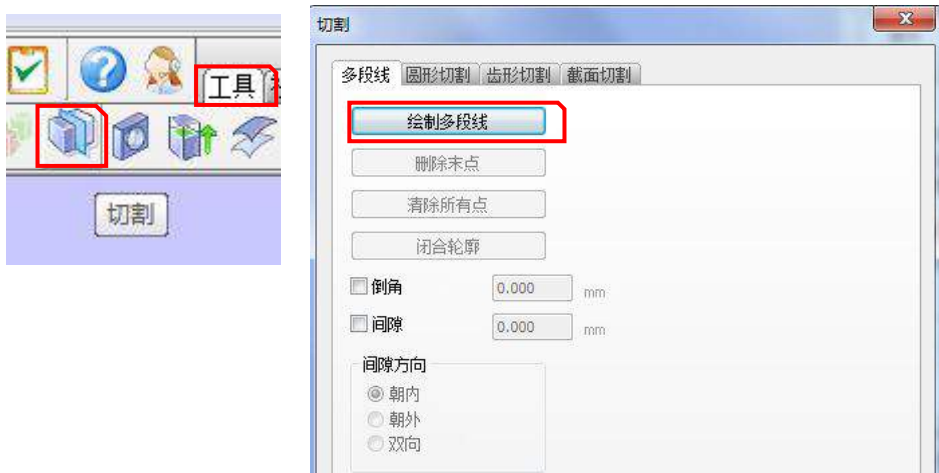 工具
切割
切割
多段线 圆形切割 齿形切割 截面切割
绘制多段线
删除末点
清除所有点
闭合轮廓
倒角 0.000 mm
间隙 0.000 mm
间隙方向
朝内
朝外
双向